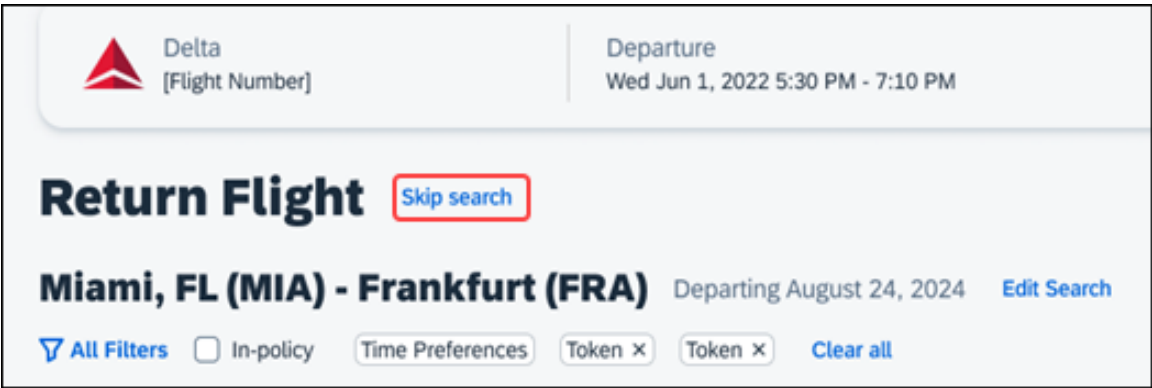 Delta
[Flight Number]
Departure
Wed Jun 1, 2022 5:30 PM - 7:10 PM
Return Flight Skip search
Miami, FL (MIA) - Frankfurt (FRA) Departing August 24, 2024 Edit Search
All Filters In-policy Time Preferences Token × Token × Clear all